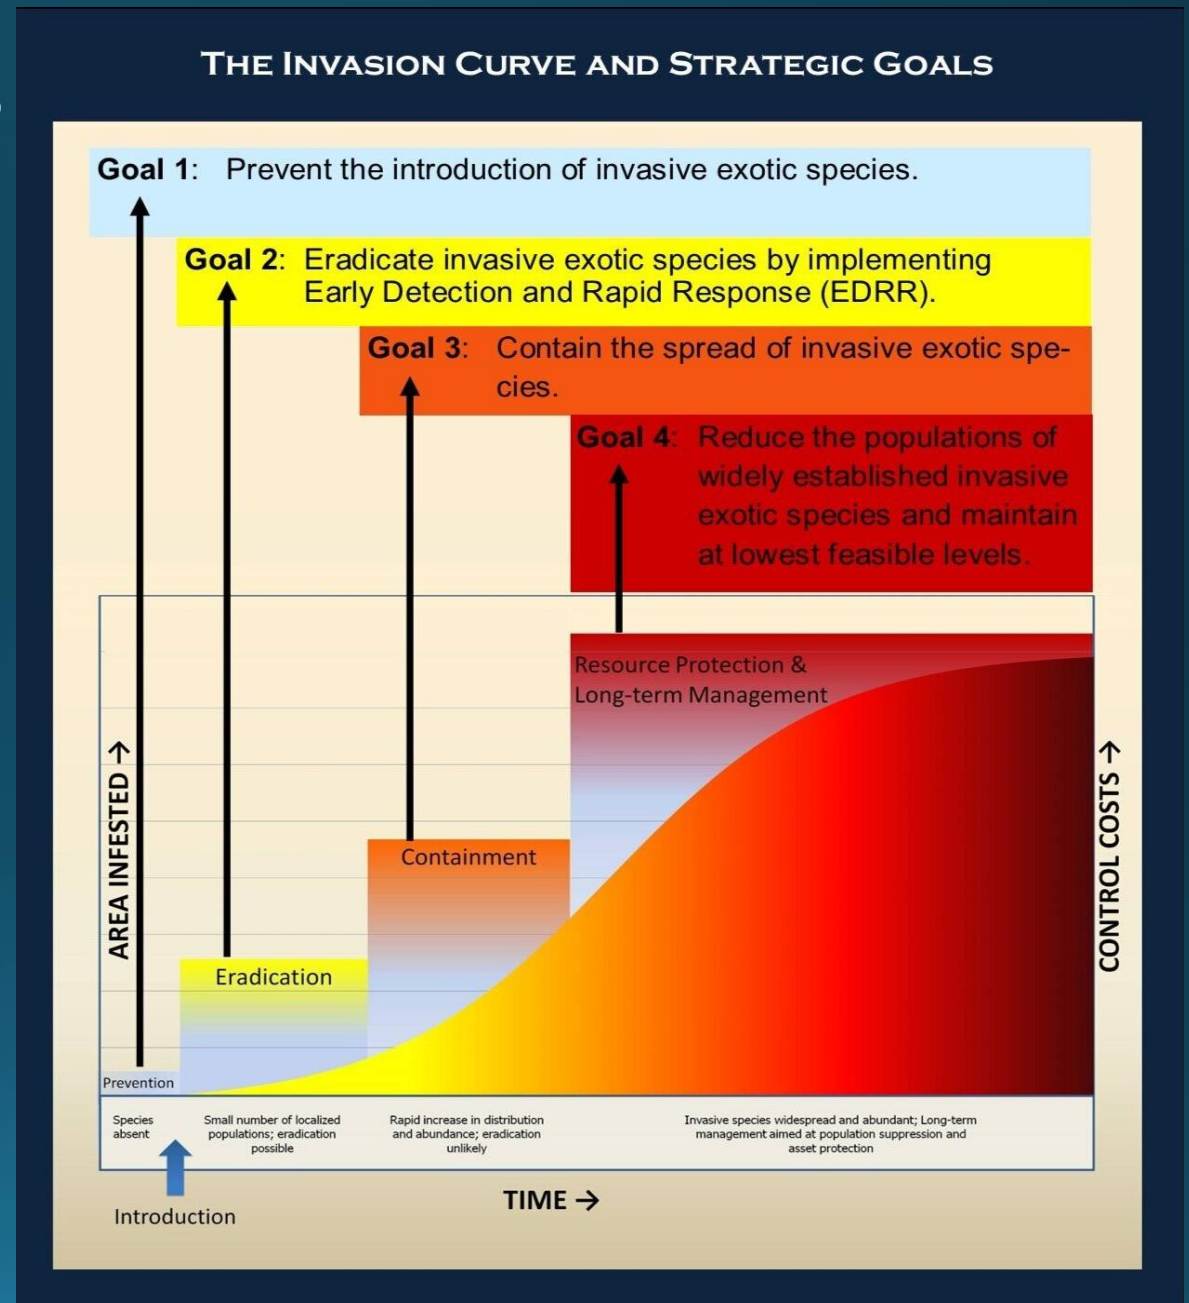 THE INVASION CURVE AND STRATEGIC GOALS
Goal 1: Prevent the introduction of invasive exotic species.
Goal 2: Eradicate invasive exotic species by implementing
Early Detection and Rapid Response (EDRR).
Goal 3: Contain the spread of invasive exotic spe-
cies.
Goal 4: Reduce the populations of
widely established invasive
exotic species and maintain
at lowest feasible levels.
Resource Protection &
Long-term Management
AREA INFESTED →
CONTROL COSTS →
Containment
Eradication
Prevention
Species
absent
Small number of localized
populations; eradication
possible
Rapid increase in distribution
and abundance; eradication
unlikely
Invasive species widespread and abundant; Long-term
management aimed at population suppression and
asset protection
Introduction
TIME →